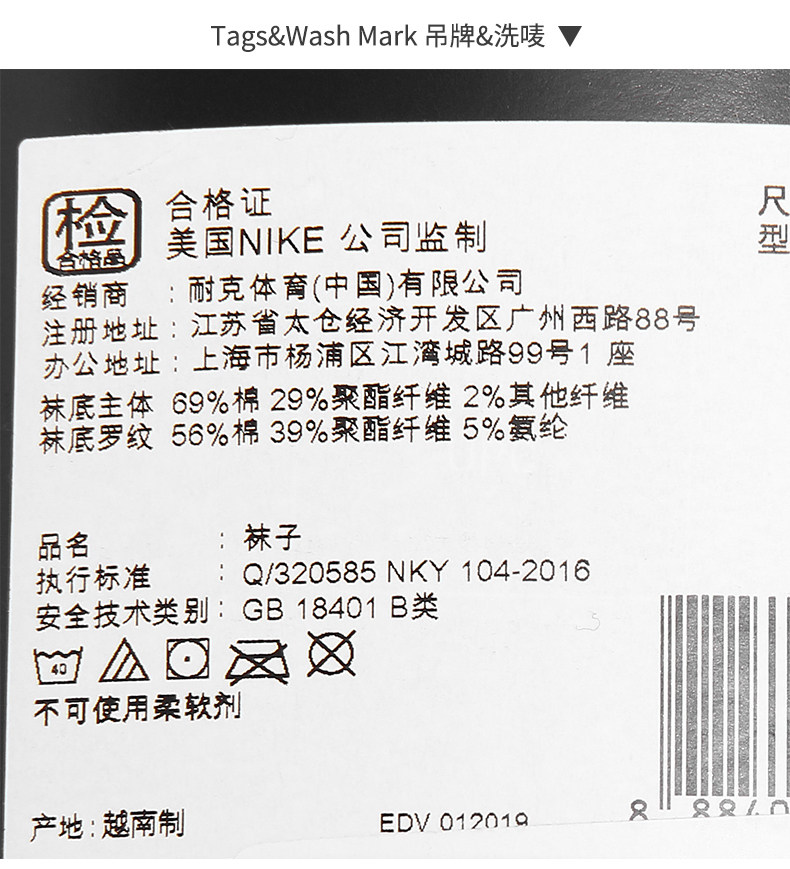 Tags&Wash Mark 吊牌&洗唛 ▼
检
合格品
合格证
美国NIKE 公司监制
尺
型
经销商 : 耐克体育(中国)有限公司
注册地址 : 江苏省太仓经济开发区广州西路88号
办公地址 : 上海市杨浦区江湾城路99号1 座
袜底主体 69%棉 29%聚酯纤维 2%其他纤维
袜底罗纹 56%棉 39%聚酯纤维 5%氨纶
品名 : 袜子
执行标准 : Q/320585 NKY 104-2016
安全技术类别 : GB 18401 B类
40
不可使用柔软剂
产地 : 越南制
EDV 012019
8 8840